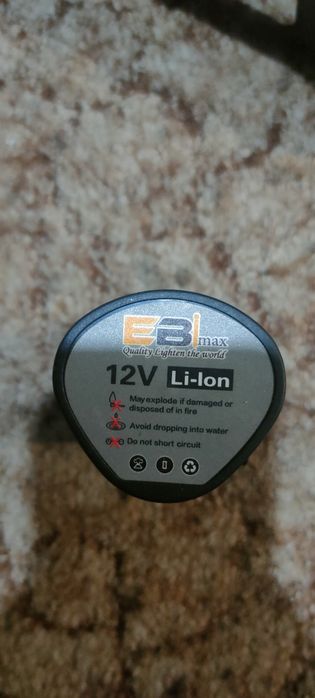 EBi max
Quality Lighten the world
12V Li-Ion
May explode if damaged or
disposed of in fire
Avoid dropping into water
Do not short circuit